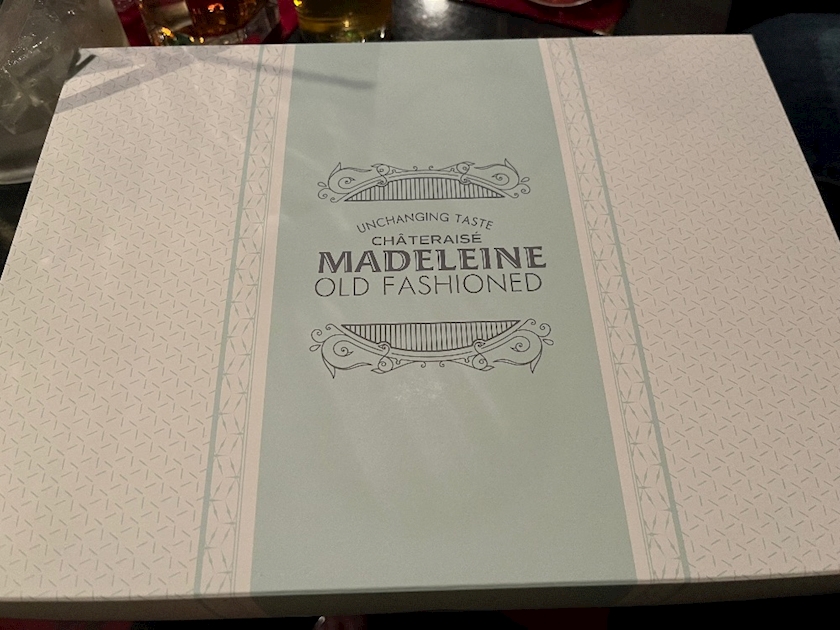 UNCHANGING TASTE
CHÂTERAISÉ
MADELEINE
OLD FASHIONED